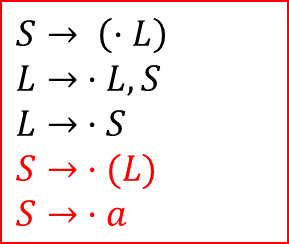 S → (· L)
L → · L, S
L → · S
S → · (L)
S → · a